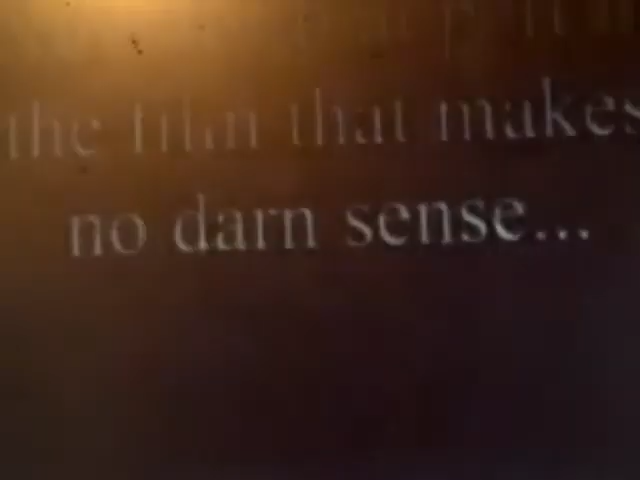 the film that makes
no darn sense...